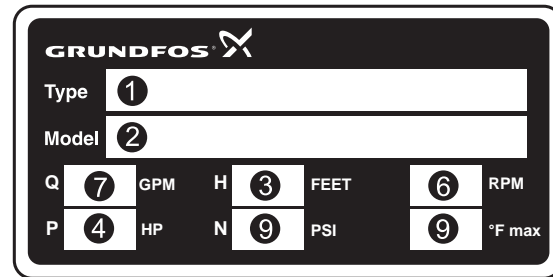 GRUNDFOS
Type 1
Model 2
Q 7 GPM H 3 FEET 6 RPM
P 4 HP N 9 PSI 9 °F max